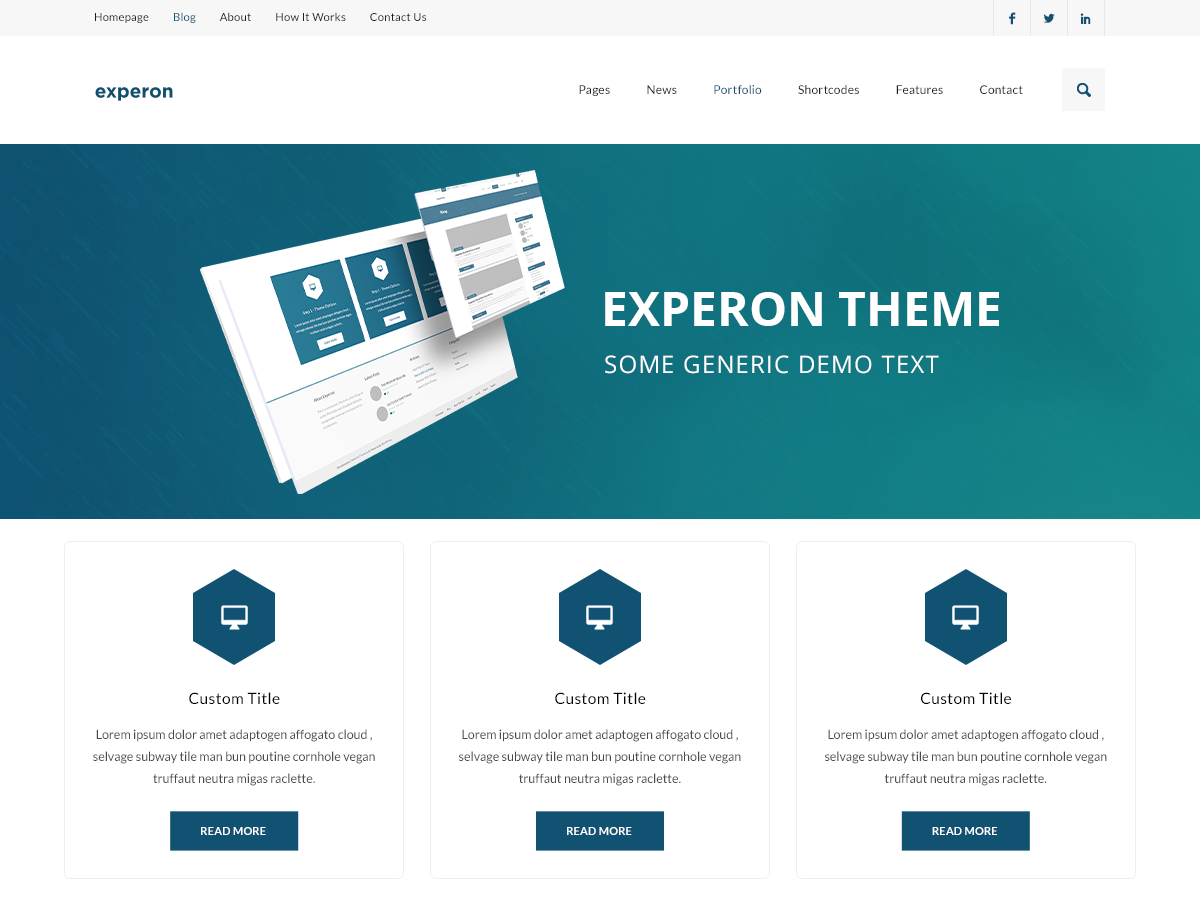 Homepage Blog About How It Works Contact Us
experon
Pages News Portfolio Shortcodes Features Contact
EXPERON THEME
SOME GENERIC DEMO TEXT
Custom Title
Lorem ipsum dolor amet adaptogen affogato cloud ,
selvage subway tile man bun poutine cornhole vegan
truffaut neutra migas raclette.
READ MORE
Custom Title
Lorem ipsum dolor amet adaptogen affogato cloud ,
selvage subway tile man bun poutine cornhole vegan
truffaut neutra migas raclette.
READ MORE
Custom Title
Lorem ipsum dolor amet adaptogen affogato cloud ,
selvage subway tile man bun poutine cornhole vegan
truffaut neutra migas raclette.
READ MORE